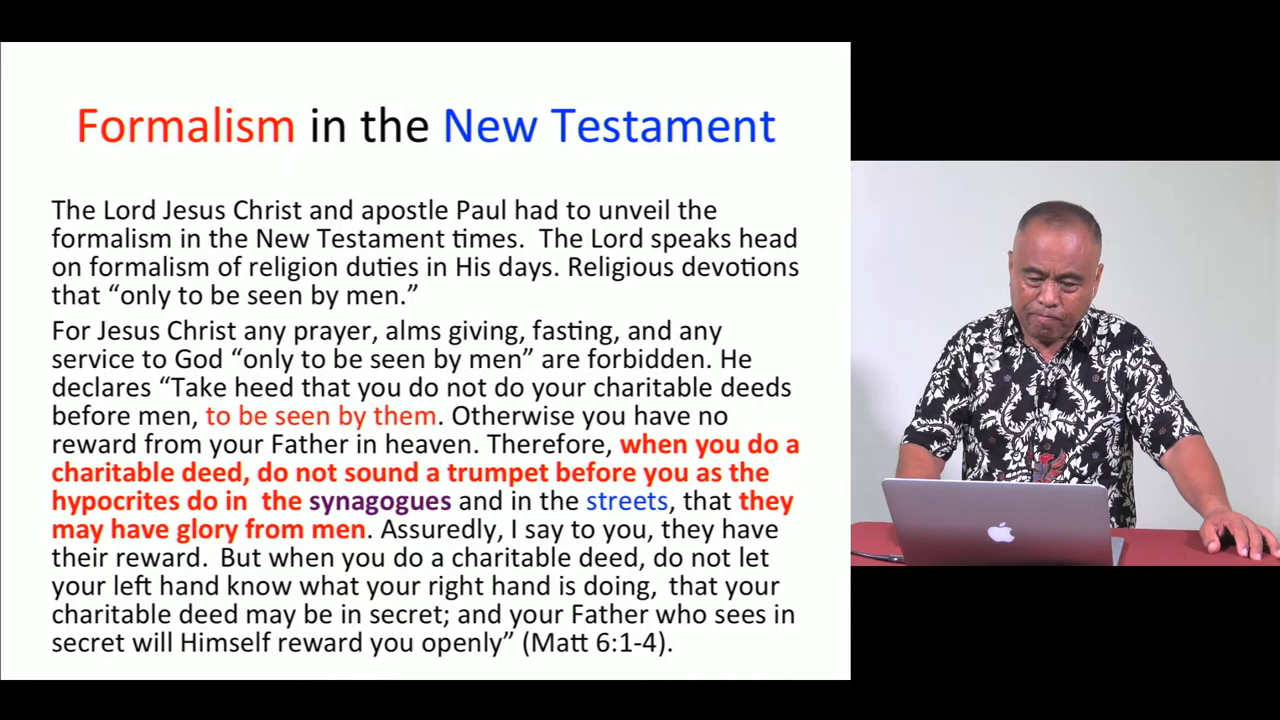 Formalism in the New Testament
The Lord Jesus Christ and apostle Paul had to unveil the
formalism in the New Testament times.  The Lord speaks head
on formalism of religion duties in His days. Religious devotions
that “only to be seen by men.”
For Jesus Christ any prayer, alms giving, fasting, and any
service to God “only to be seen by men” are forbidden. He
declares “Take heed that you do not do your charitable deeds
before men, to be seen by them. Otherwise you have no
reward from your Father in heaven. Therefore, when you do a
charitable deed, do not sound a trumpet before you as the
hypocrites do in  the synagogues and in the streets, that they
may have glory from men. Assuredly, I say to you, they have
their reward.  But when you do a charitable deed, do not let
your left hand know what your right hand is doing,  that your
charitable deed may be in secret; and your Father who sees in
secret will Himself reward you openly” (Matt 6:1-4).